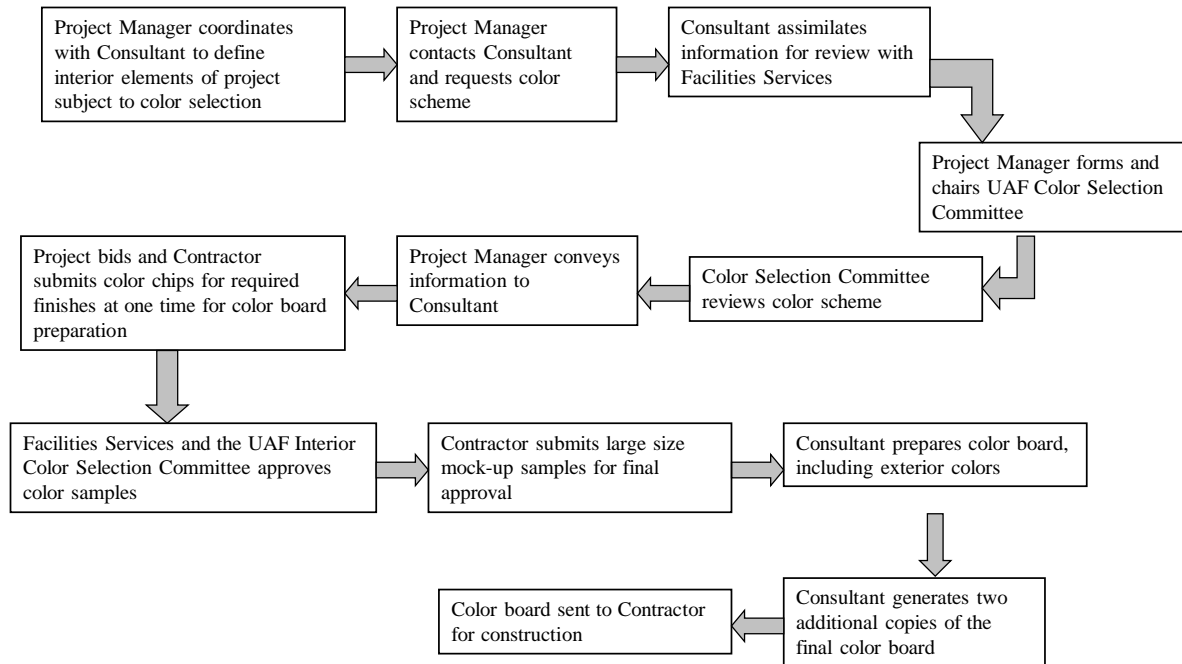 Project Manager coordinates
with Consultant to define
interior elements of project
subject to color selection
Project Manager
contacts Consultant
and requests color
scheme
Consultant assimilates
information for review with
Facilities Services
Project Manager forms and
chairs UAF Color Selection
Committee
Color Selection Committee
reviews color scheme
Project Manager conveys
information to
Consultant
Project bids and Contractor
submits color chips for required
finishes at one time for color board
preparation
Facilities Services and the UAF Interior
Color Selection Committee approves
color samples
Contractor submits large size
mock-up samples for final
approval
Consultant prepares color board,
including exterior colors
Consultant generates two
additional copies of the
final color board
Color board sent to Contractor
for construction